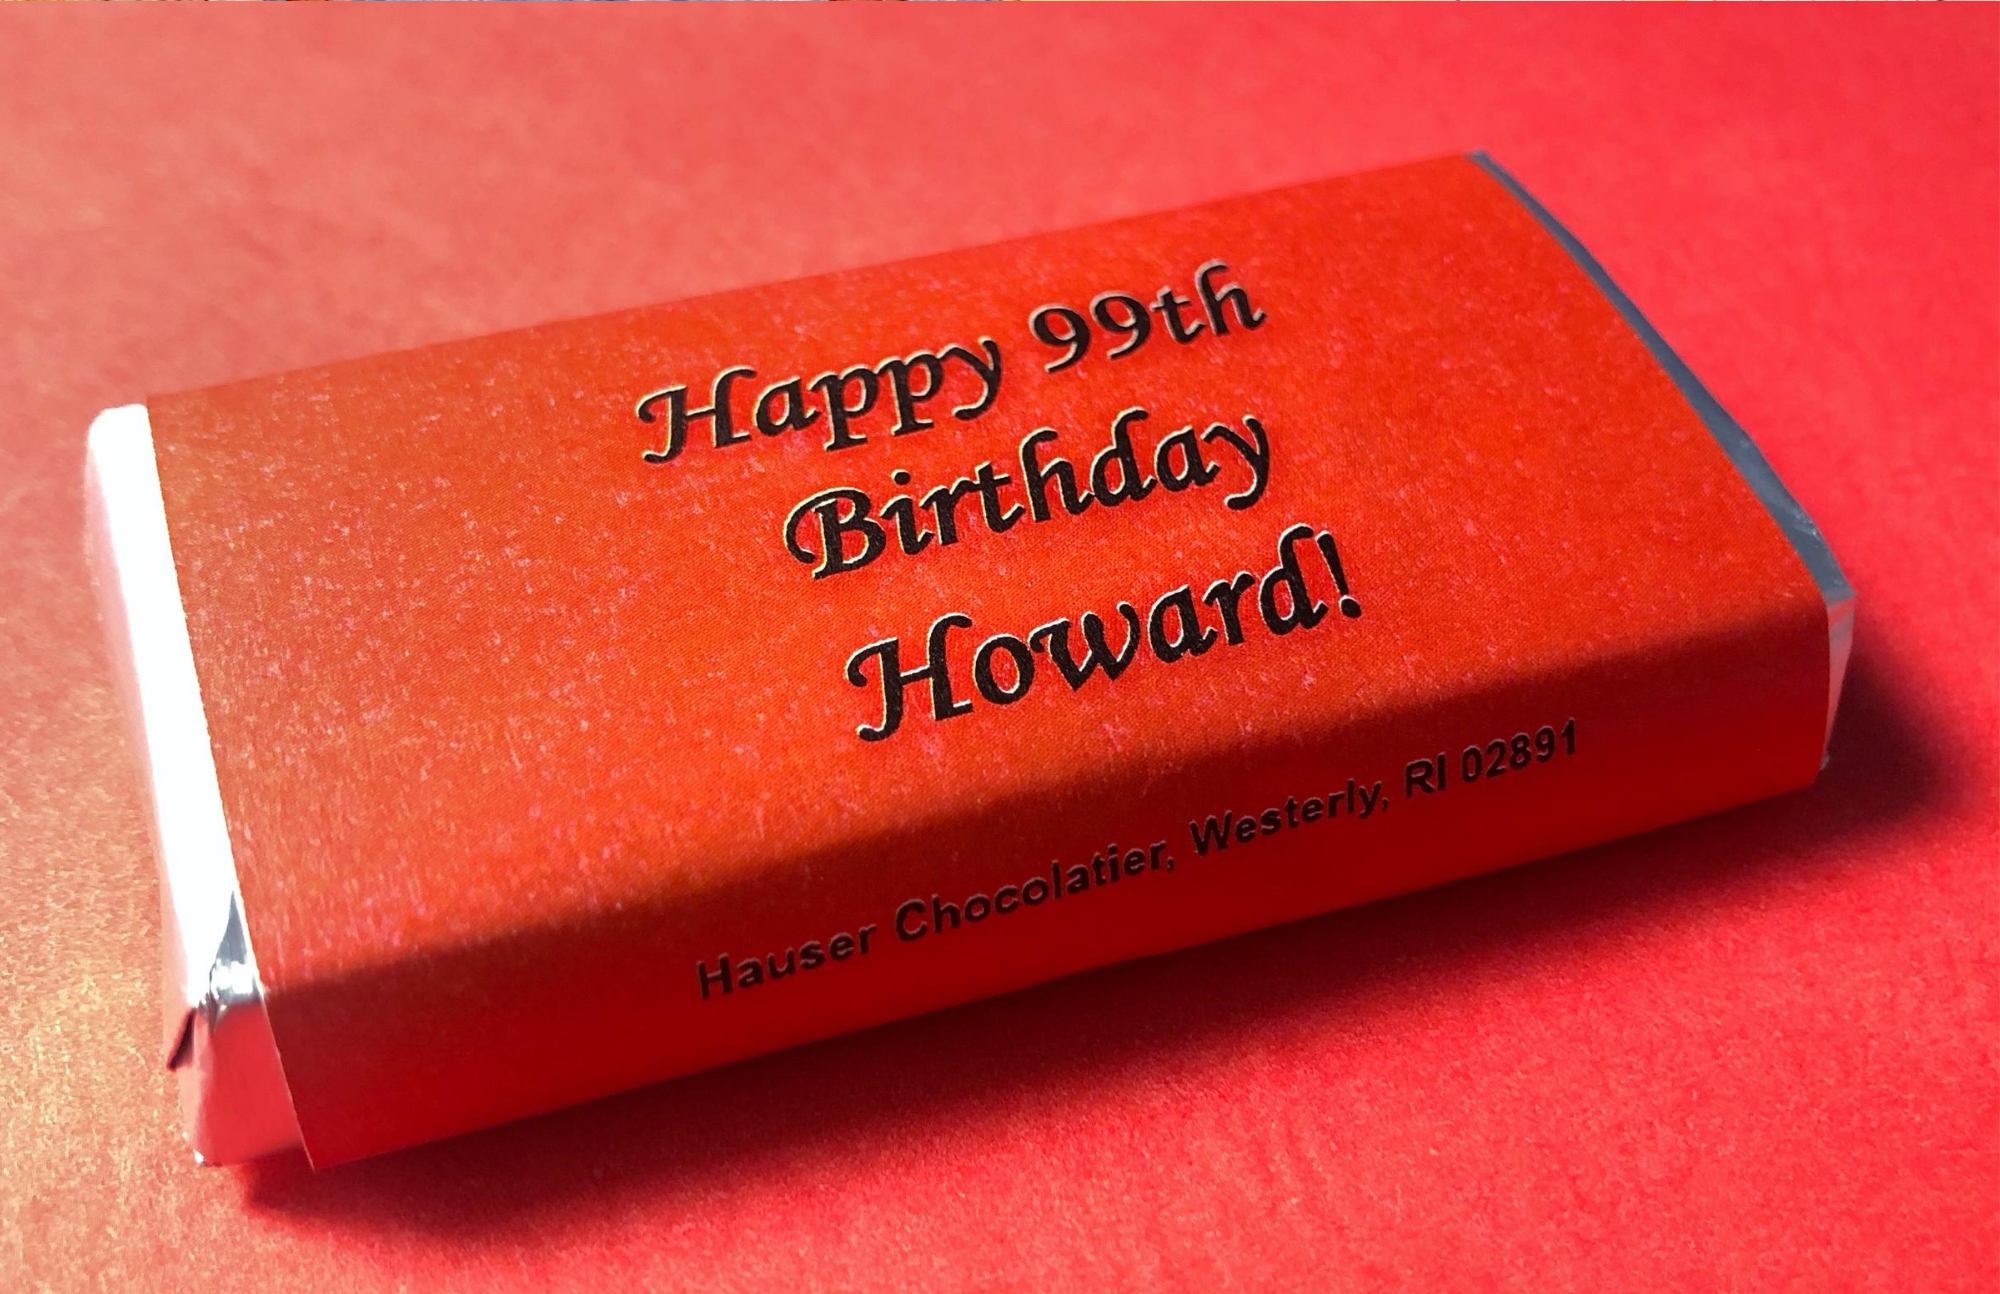 Happy 99th
Birthday
Howard!
Hauser Chocolatier, Westerly, RI 02891